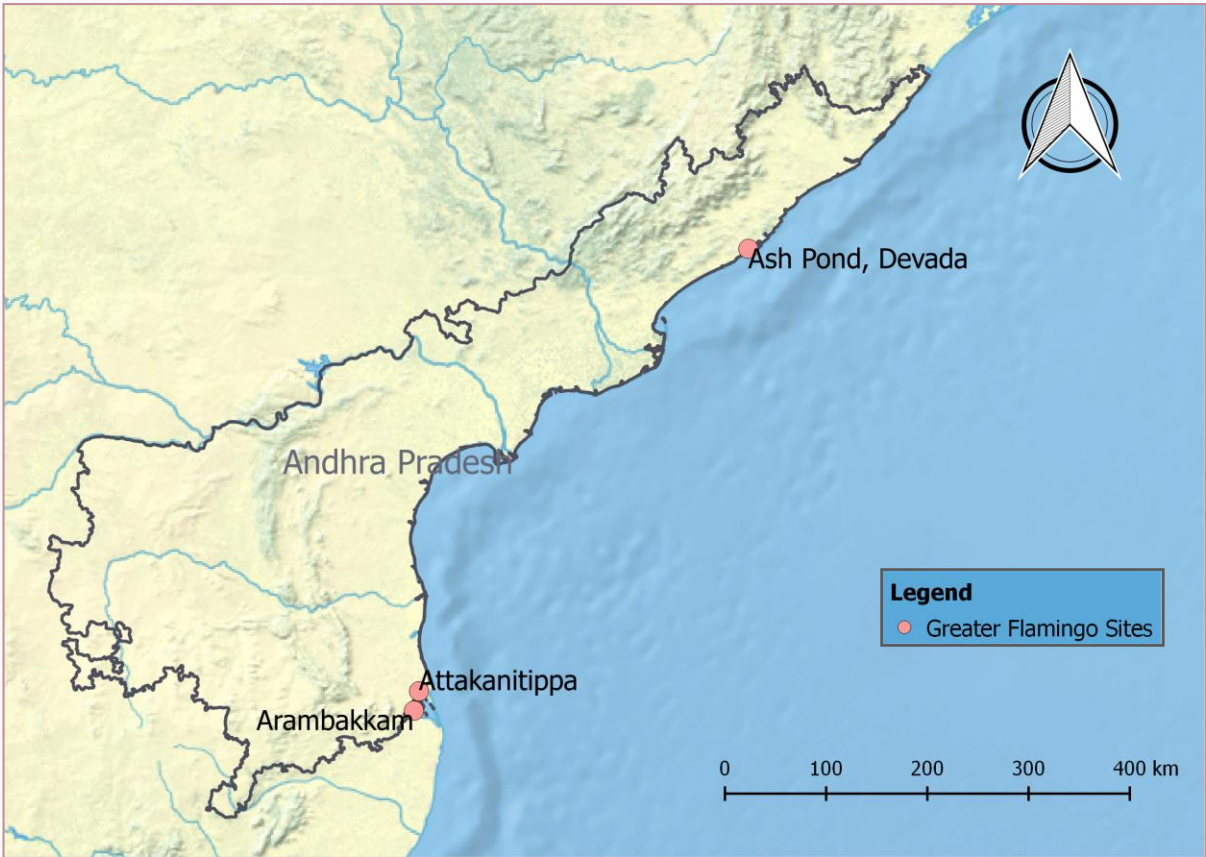 Ash Pond, Devada
Andhra Pradesh
Legend
Greater Flamingo Sites
Attakanitippa
Arambakkam
0 100 200 300 400 km